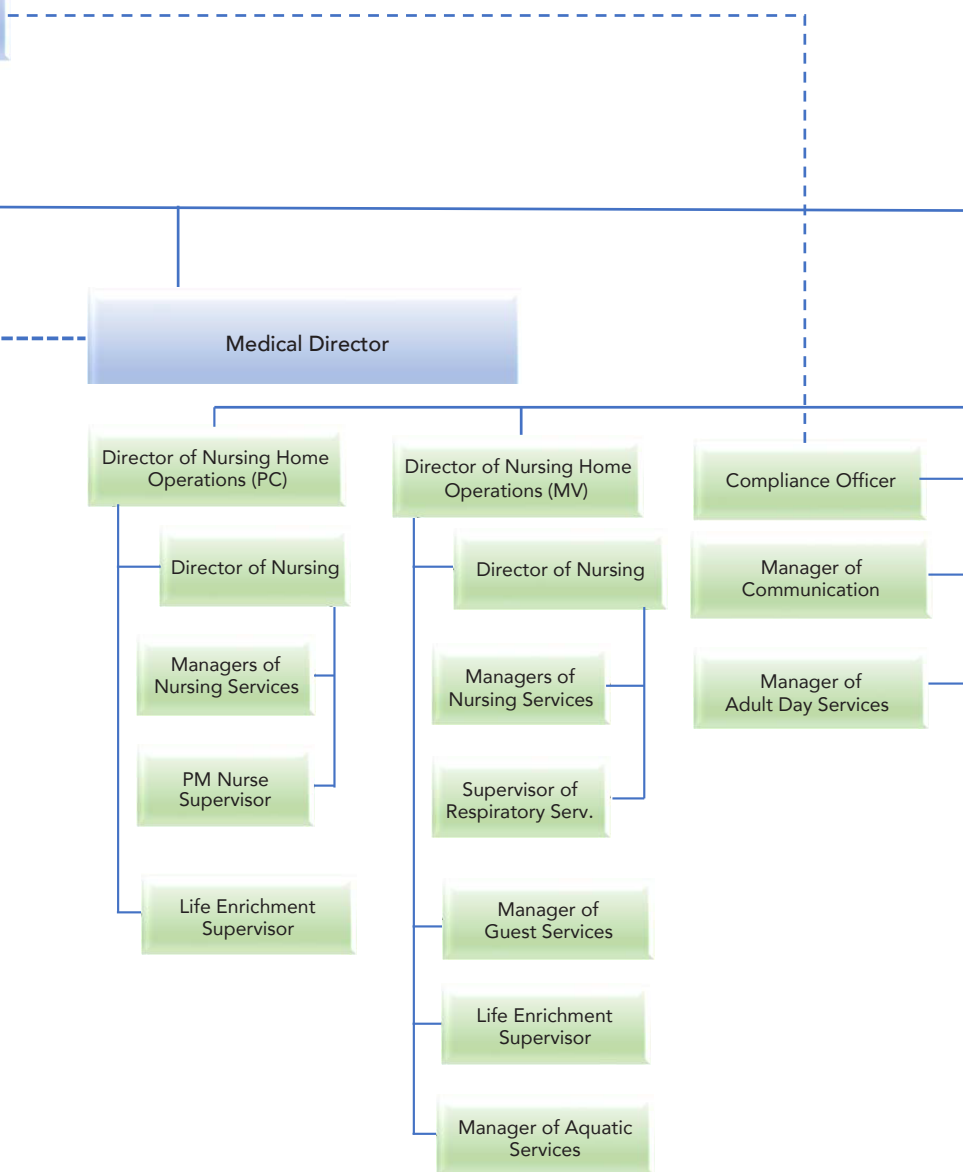 Medical Director
Director of Nursing Home
Operations (PC)
Director of Nursing
Managers of
Nursing Services
PM Nurse
Supervisor
Life Enrichment
Supervisor
Director of Nursing Home
Operations (MV)
Director of Nursing
Managers of
Nursing Services
Supervisor of
Respiratory Serv.
Manager of
Guest Services
Life Enrichment
Supervisor
Manager of Aquatic
Services
Compliance Officer
Manager of
Communication
Manager of
Adult Day Services